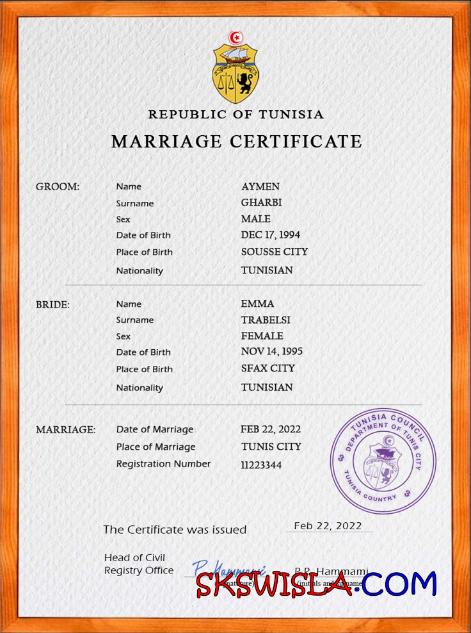 REPUBLIC OF TUNISIA
MARRIAGE CERTIFICATE
GROOM: Name AYMEN
Surname GHARBI
Sex MALE
Date of Birth DEC 17, 1994
Place of Birth SOUSSE CITY
Nationality TUNISIAN
BRIDE: Name EMMA
Surname TRABELSI
Sex FEMALE
Date of Birth NOV 14, 1995
Place of Birth SFAX CITY
Nationality TUNISIAN
MARRIAGE: Date of Marriage FEB 22, 2022
Place of Marriage TUNIS CITY
Registration Number 11223344
TUNISIA COUNCIL
DEPARTMENT OF TUNIS CITY
TUNISIA COUNTRY
The Certificate was issued Feb 22, 2022
Head of Civil
Registry Office P. Hammami P.P. Hammami
SKSWISLA.COM